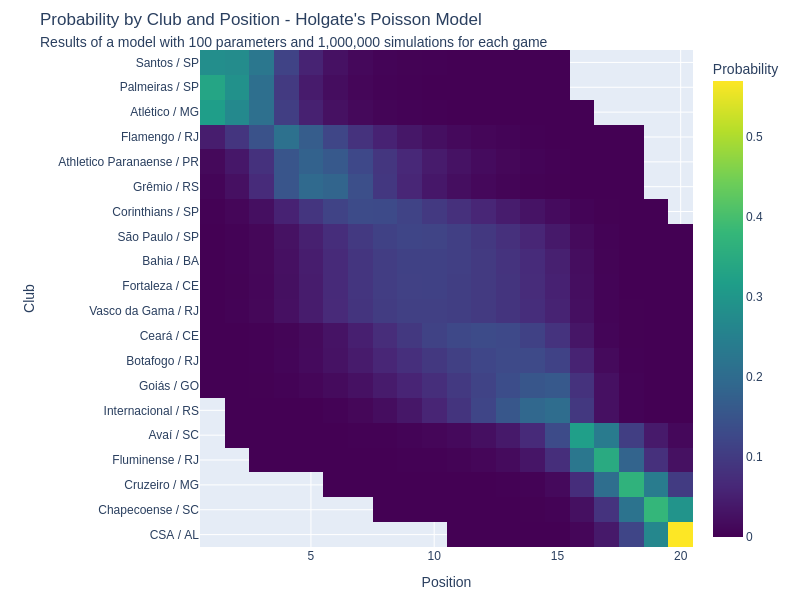 Probability by Club and Position - Holgate's Poisson Model
Results of a model with 100 parameters and 1,000,000 simulations for each game
Probability
Santos / SP
Palmeiras / SP
Atlético / MG
Flamengo / RJ
Athletico Paranaense / PR
Grêmio / RS
Corinthians / SP
São Paulo / SP
Bahia / BA
Fortaleza / CE
Vasco da Gama / RJ
Ceará / CE
Botafogo / RJ
Goiás / GO
Internacional / RS
Avaí / SC
Fluminense / RJ
Cruzeiro / MG
Chapecoense / SC
CSA / AL
Club
5
10
15
20
Position
0.5
0.4
0.3
0.2
0.1
0